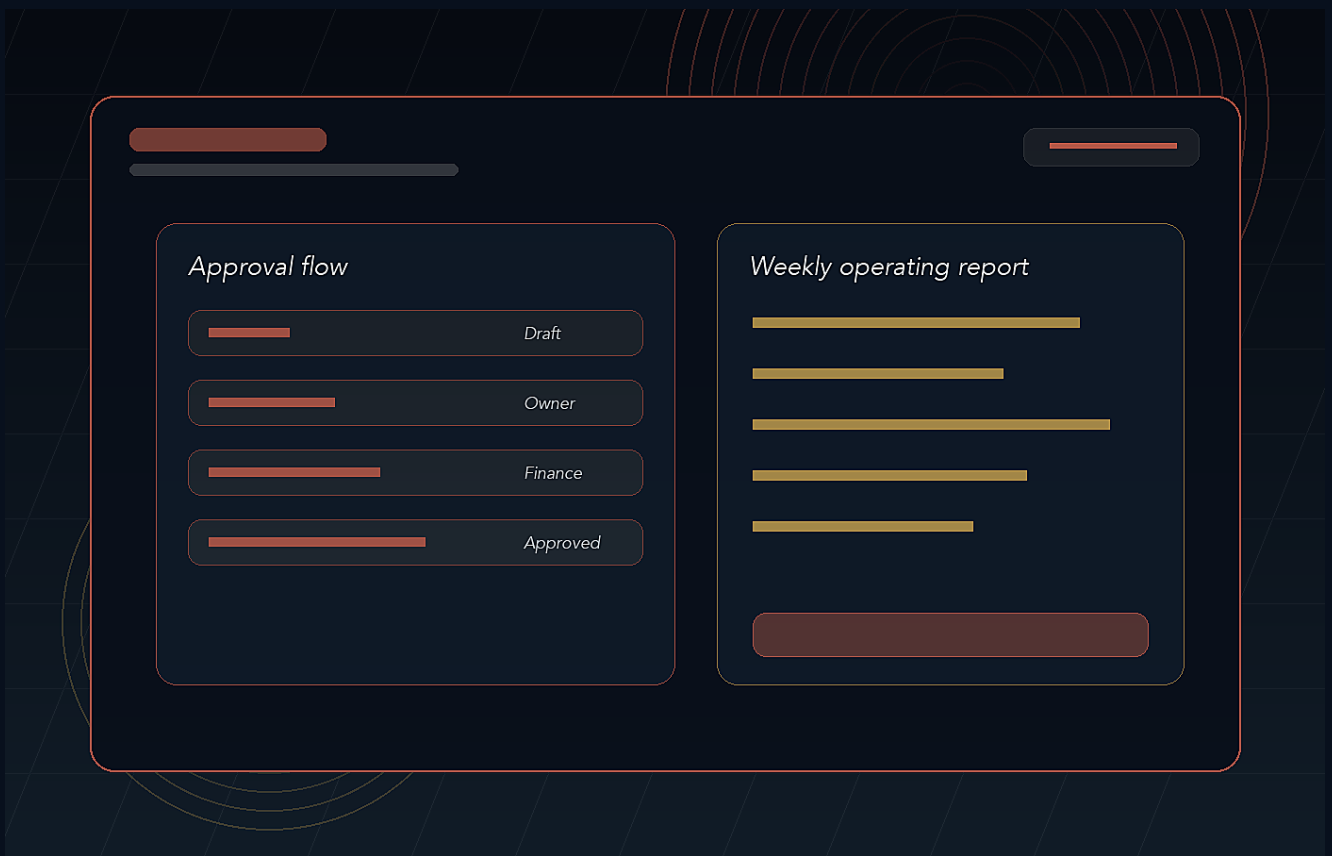 Approval flow
Draft
Owner
Finance
Approved
Weekly operating report